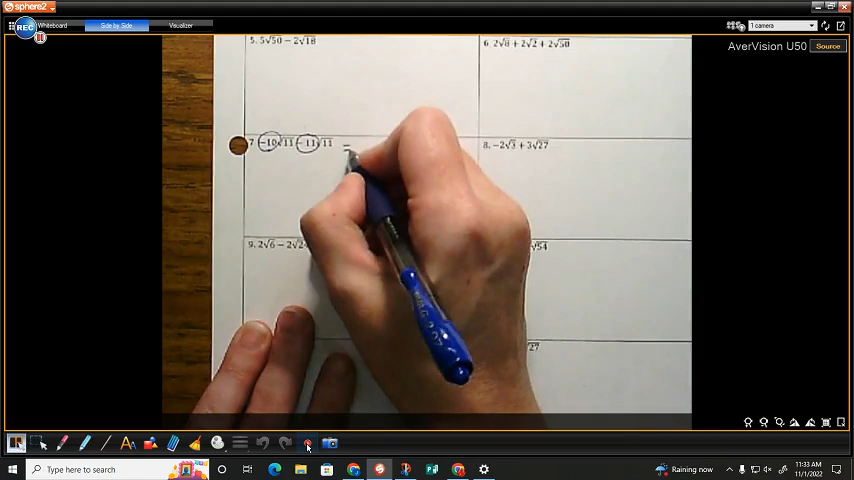 sphere2
REC
Whiteboard
Side by Side
Visualizer
1 camera
AverVision U50
Source
5. 5√50 − 2√18
6 2√8 + 2√2 + 2√50
7 −10√11 − 11√11 =
8. −2√3 + 3√27
9. 2√6 − 2√24
√54
√27
Type here to search
Raining now
11:33 AM
11/1/2022